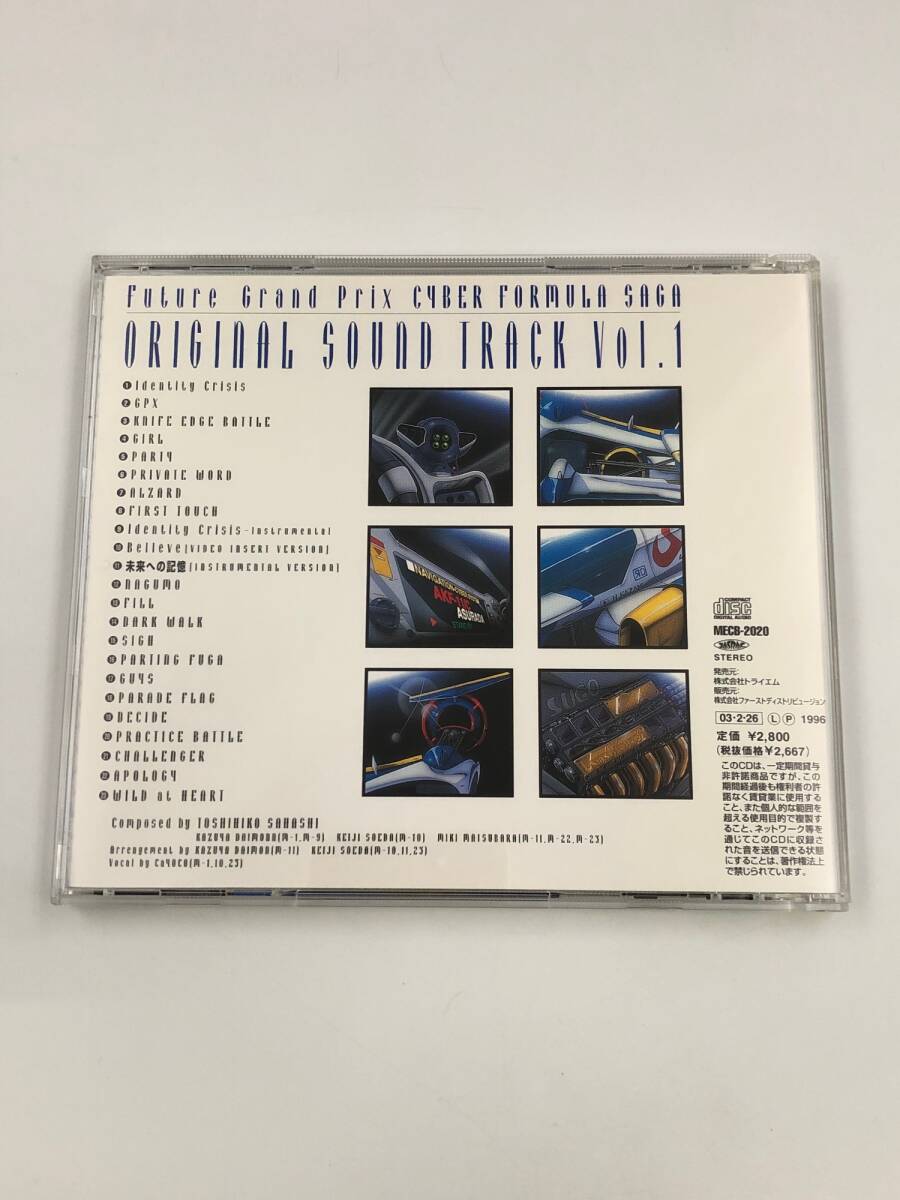 Future Grand Prix CYBER FORMULA SAGA
ORIGINAL SOUND TRACK Vol.1
1 Identity Crisis
2 GPX
3 KNIFE EDGE BATTLE
4 GIRL
5 PARTY
6 PRIVATE WORD
7 ALZARD
8 FIRST TOUCH
9 Identity Crisis-Instrumental
10 Believe[VIDEO INSERT VERSION]
11 未来への記憶[INSTRUMENTAL VERSION]
12 NAGUMO
13 FILL
14 DARK WALK
15 SIGH
16 PARTING FUGA
17 GUYS
18 PARADE FLAG
19 DECIDE
20 PRACTICE BATTLE
21 CHALLENGER
22 APOLOGY
23 WILD at HEART
Composed by TOSHIHIKO SAHASHI
KAZUYA DAIMON(M-1,M-9) KEIJI SOEDA(M-10) MIKI MATSUBARA(M-11,M-22,M-23)
Arrangement by KAZUYA DAIMON(M-11) KEIJI SOEDA(M-10,11,23)
Vocal by CaYOCO(M-1,10,23)
AKF-11C
ASURADA
SUGO
COMPACT
disc
DIGITAL AUDIO
MECB-2020
JASRAC
STEREO
発売元:
株式会社トライエム
販売元:
株式会社ファーストディストリビューション
03・2・26 Ⓛ Ⓟ 1996
定価 ¥2,800
(税抜価格¥2,667)
このCDは、一定期間貸与
非許諾商品ですが、この
期間経過後も権利者の許
諾なく賃貸業に使用する
こと、また個人的な範囲を
超える使用目的で複製す
ること、ネットワーク等を
通じてこのCDに収録さ
れた音を送信できる状態
にすることは、著作権法上
で禁じられています。